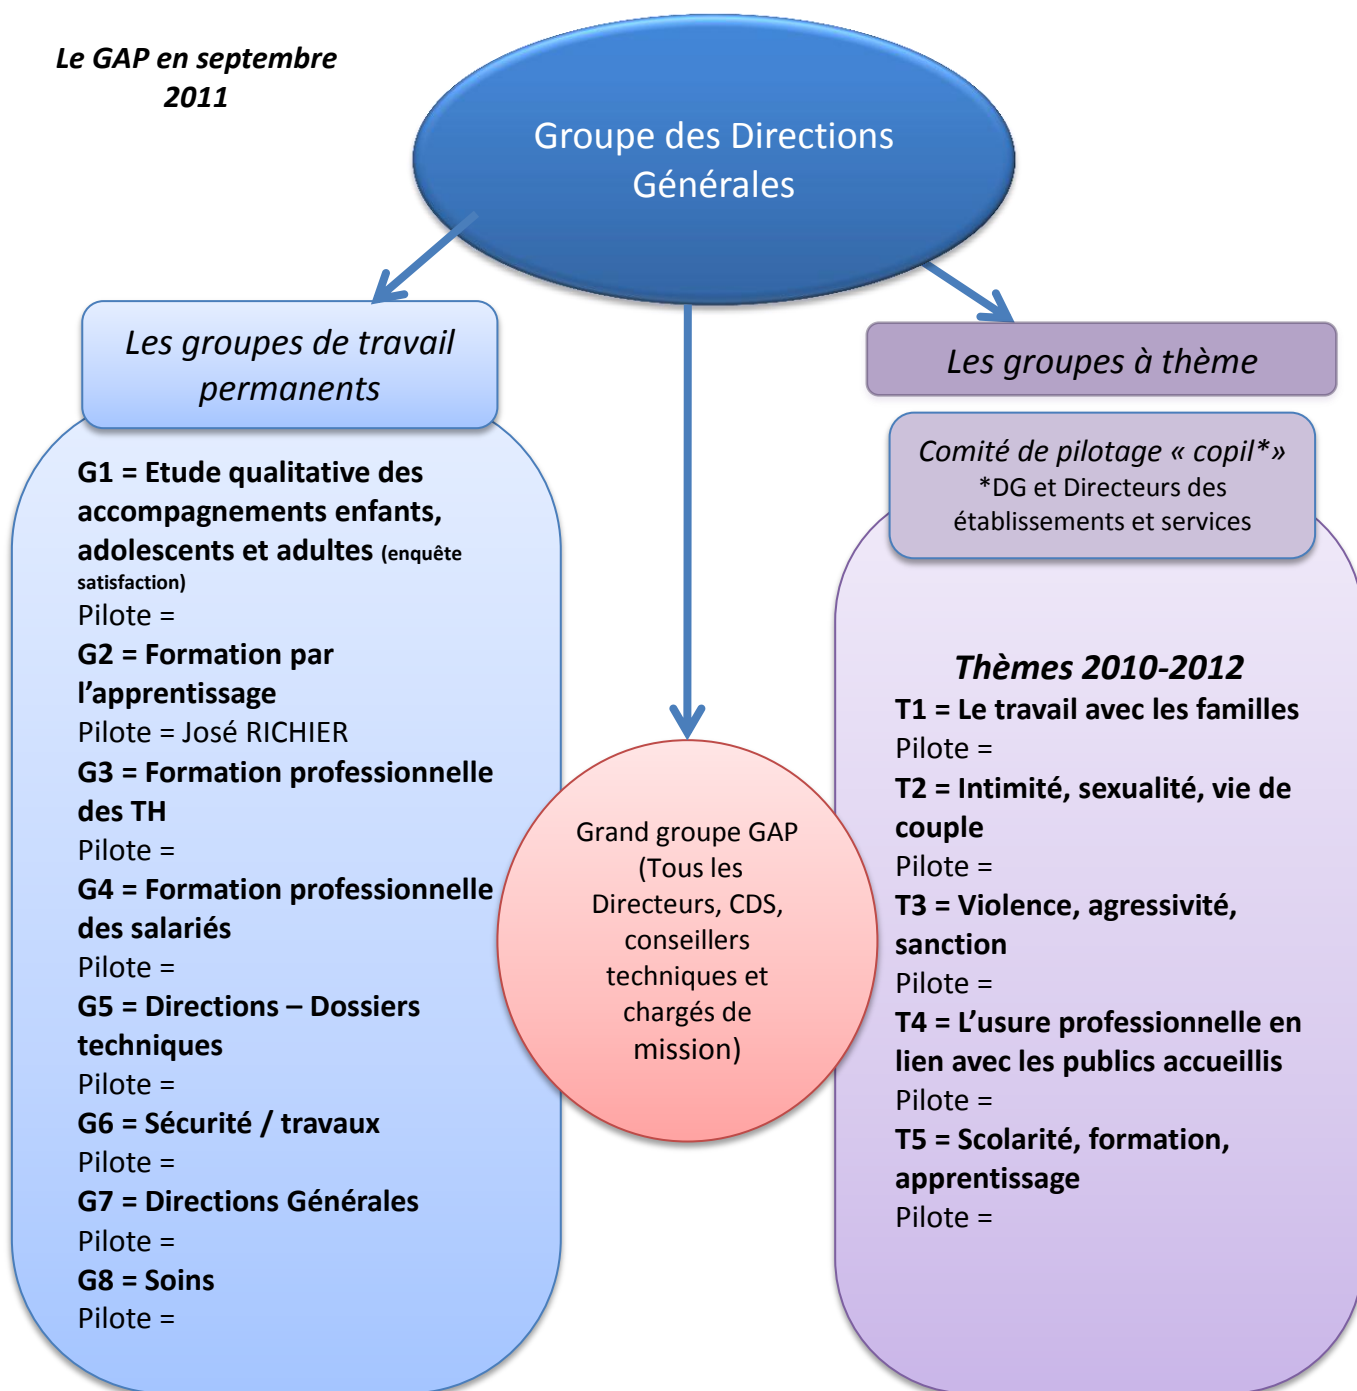 Le GAP en septembre
2011
Groupe des Directions
Générales
Les groupes de travail
permanents
G1 = Etude qualitative des
accompagnements enfants,
adolescents et adultes (enquête
satisfaction)
Pilote =
G2 = Formation par
l’apprentissage
Pilote = José RICHIER
G3 = Formation professionnelle
des TH
Pilote =
G4 = Formation professionnelle
des salariés
Pilote =
G5 = Directions – Dossiers
techniques
Pilote =
G6 = Sécurité / travaux
Pilote =
G7 = Directions Générales
Pilote =
G8 = Soins
Pilote =
Grand groupe GAP
(Tous les
Directeurs, CDS,
conseillers
techniques et
chargés de
mission)
Les groupes à thème
Comité de pilotage « copil*»
*DG et Directeurs des
établissements et services
Thèmes 2010-2012
T1 = Le travail avec les familles
Pilote =
T2 = Intimité, sexualité, vie de
couple
Pilote =
T3 = Violence, agressivité,
sanction
Pilote =
T4 = L’usure professionnelle en
lien avec les publics accueillis
Pilote =
T5 = Scolarité, formation,
apprentissage
Pilote =